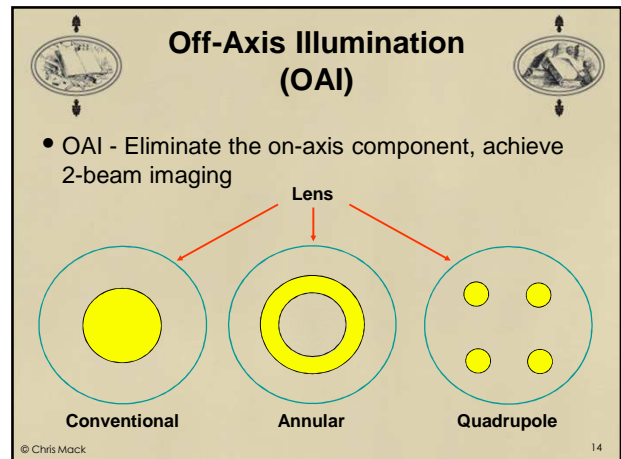 Off-Axis Illumination
(OAI)
• OAI - Eliminate the on-axis component, achieve
2-beam imaging
Lens
Conventional
Annular
Quadrupole
© Chris Mack
14